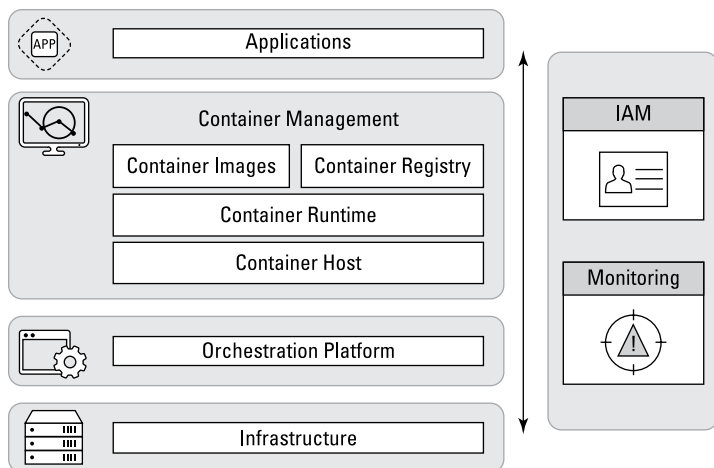 APP
Applications
Container Management
Container Images
Container Registry
Container Runtime
Container Host
Orchestration Platform
Infrastructure
IAM
Monitoring
!